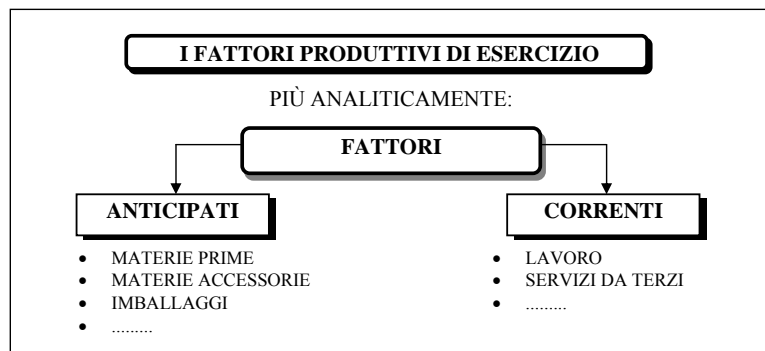 I FATTORI PRODUTTIVI DI ESERCIZIO
PIÙ ANALITICAMENTE:
FATTORI
ANTICIPATI
• MATERIE PRIME
• MATERIE ACCESSORIE
• IMBALLAGGI
• .........
CORRENTI
• LAVORO
• SERVIZI DA TERZI
• .........